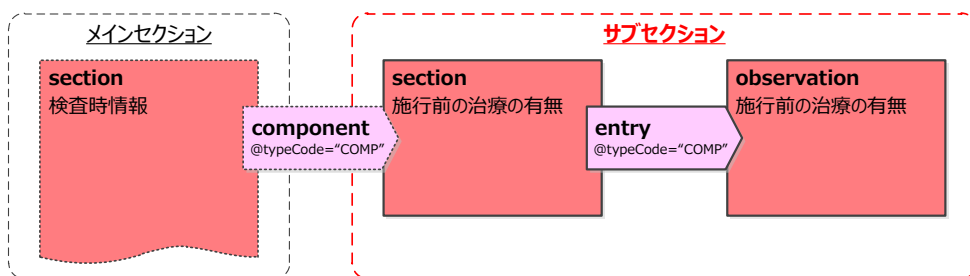 メインセクション
サブセクション
section
検査時情報
component
@typeCode=“COMP”
section
施行前の治療の有無
entry
@typeCode=“COMP”
observation
施行前の治療の有無